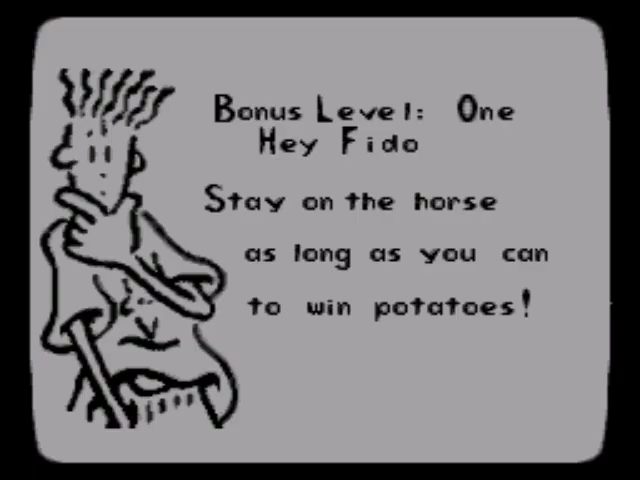 Bonus Level: One
Hey Fido
Stay on the horse
as long as you can
to win potatoes!